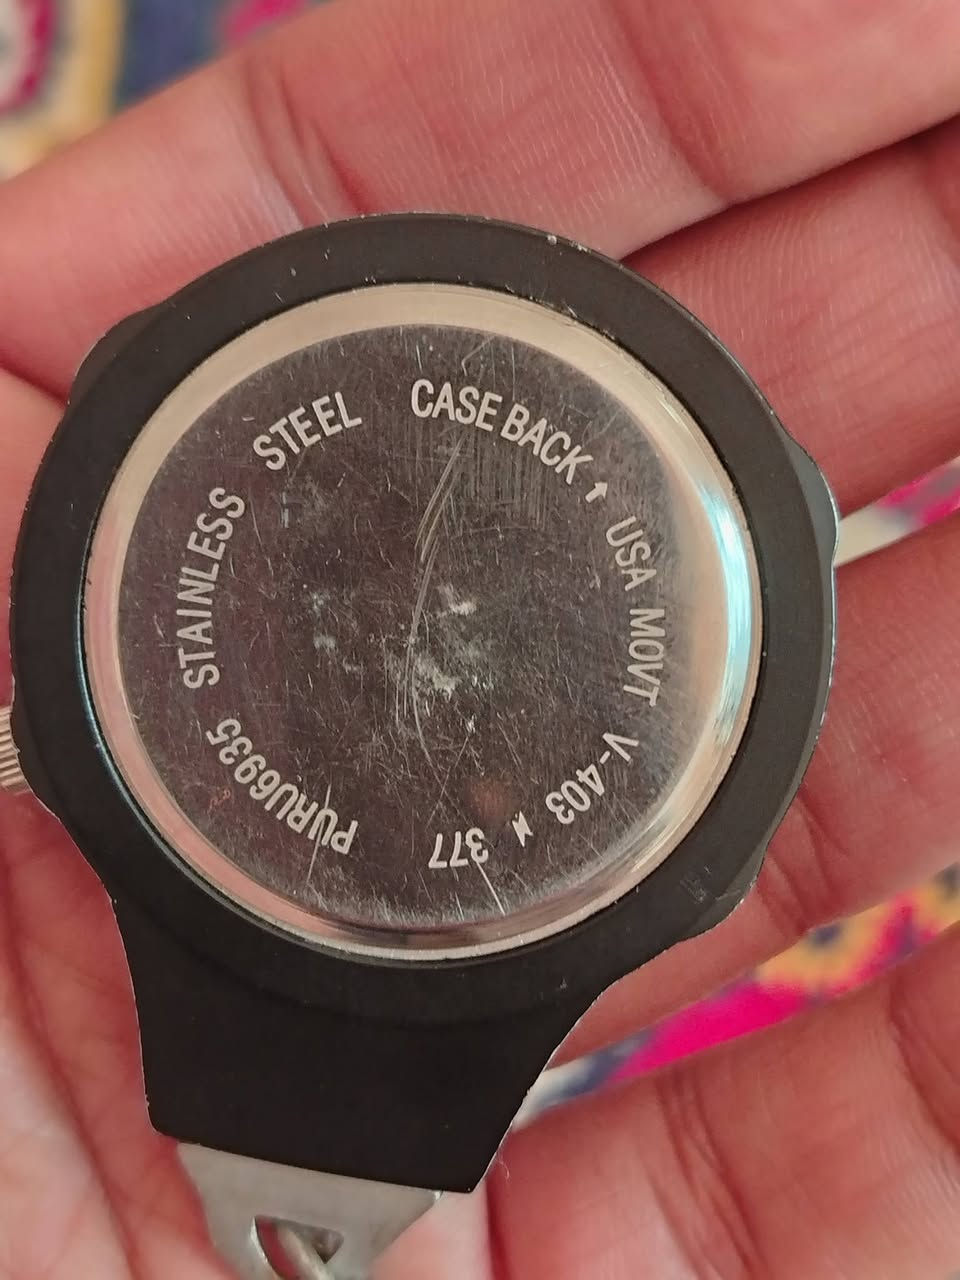 STAINLESS STEEL CASE BACK ↑ USA MOVT V-403 377 PURU6935